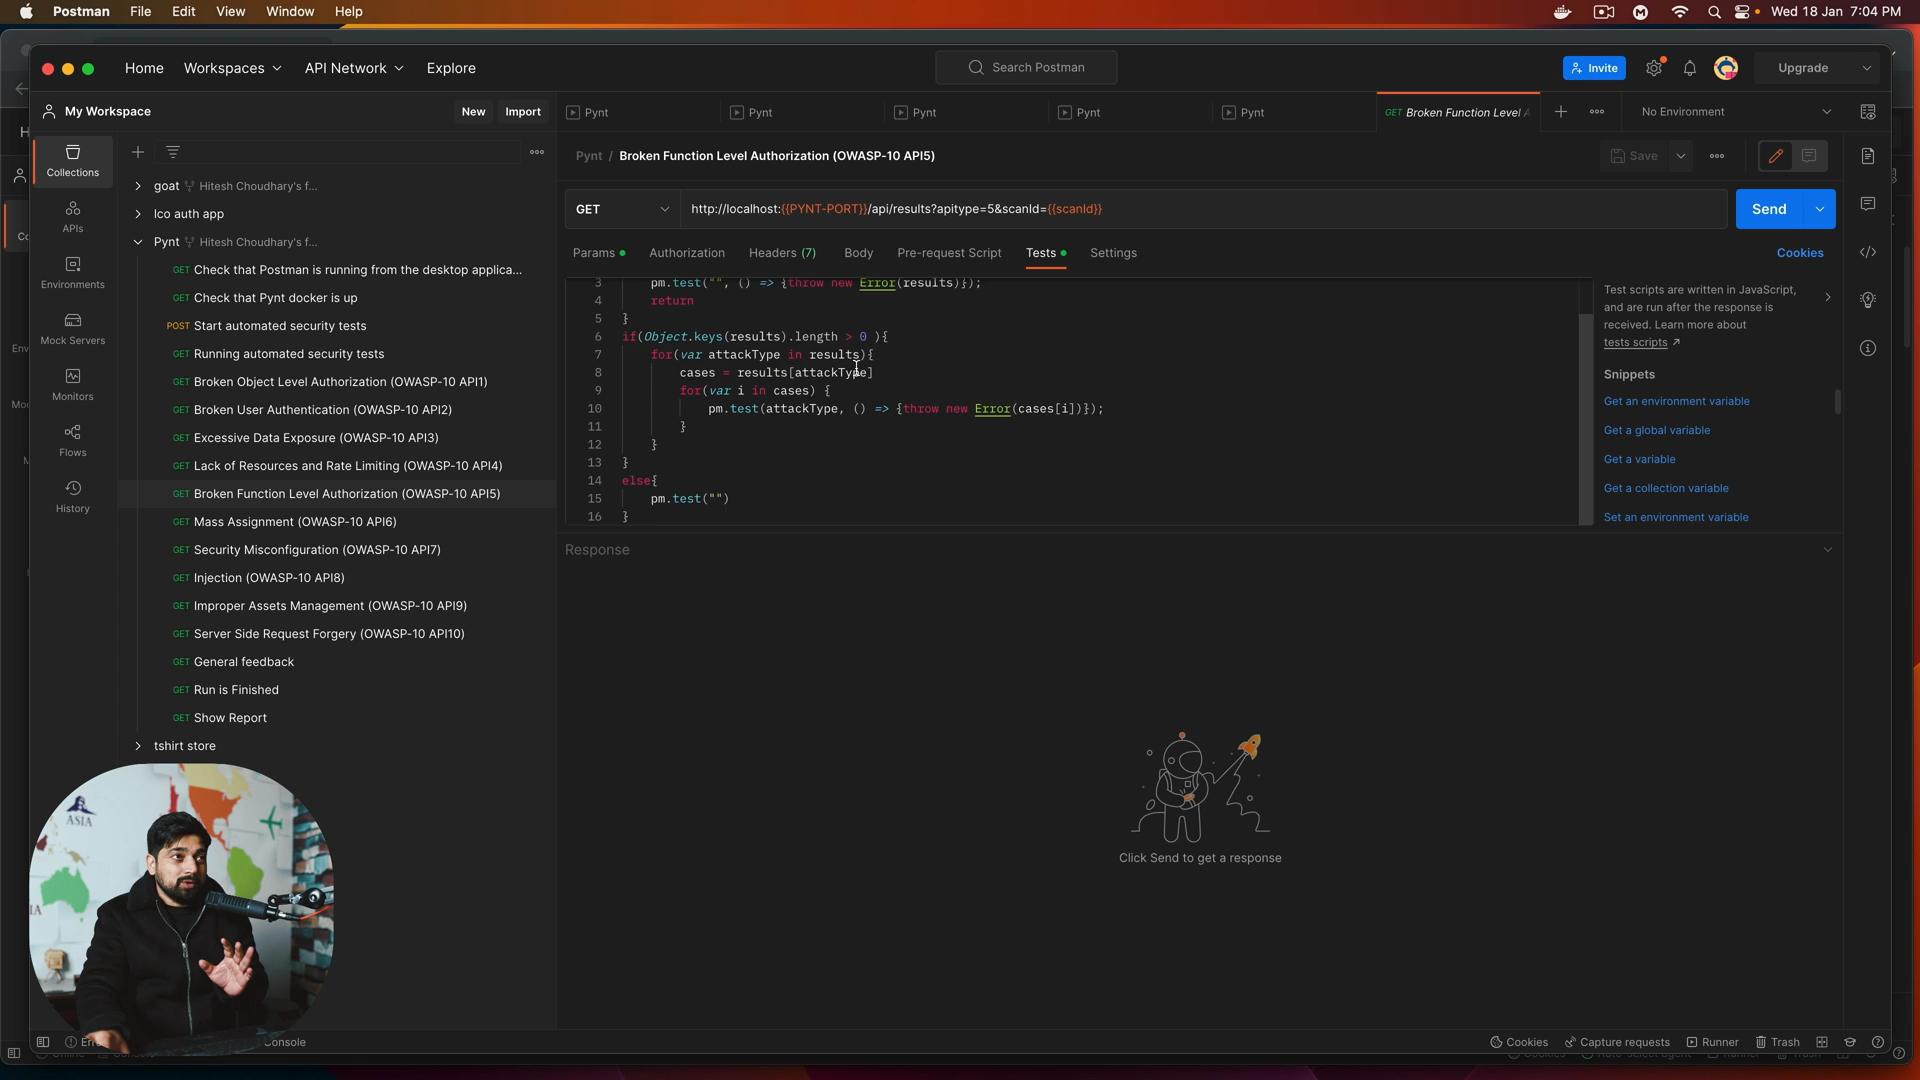 Postman File Edit View Window Help
Wed 18 Jan 7:04 PM
Home Workspaces API Network Explore
Search Postman
Invite
Upgrade
My Workspace
New Import
Pynt
Pynt
Pynt
Pynt
Pynt
GET Broken Function Level A
No Environment
Collections
APIs
Environments
Mock Servers
Monitors
Flows
History
goat Hitesh Choudhary's f...
lco auth app
Pynt Hitesh Choudhary's f...
GET Check that Postman is running from the desktop applica...
GET Check that Pynt docker is up
POST Start automated security tests
GET Running automated security tests
GET Broken Object Level Authorization (OWASP-10 API1)
GET Broken User Authentication (OWASP-10 API2)
GET Excessive Data Exposure (OWASP-10 API3)
GET Lack of Resources and Rate Limiting (OWASP-10 API4)
GET Broken Function Level Authorization (OWASP-10 API5)
GET Mass Assignment (OWASP-10 API6)
GET Security Misconfiguration (OWASP-10 API7)
GET Injection (OWASP-10 API8)
GET Improper Assets Management (OWASP-10 API9)
GET Server Side Request Forgery (OWASP-10 API10)
GET General feedback
GET Run is Finished
GET Show Report
tshirt store
Pynt / Broken Function Level Authorization (OWASP-10 API5)
Save
GET http://localhost:{{PYNT-PORT}}/api/results?apitype=5&scanId={{scanId}}
Send
Params Authorization Headers (7) Body Pre-request Script Tests Settings
Cookies
3 pm.test("", () => {throw new Error(results)});
4 return
5 }
6 if(Object.keys(results).length > 0 ){
7 for(var attackType in results){
8 cases = results[attackType]
9 for(var i in cases) {
10 pm.test(attackType, () => {throw new Error(cases[i])});
11 }
12 }
13 }
14 else{
15 pm.test("")
16 }
Test scripts are written in JavaScript,
and are run after the response is
received. Learn more about
tests scripts
Snippets
Get an environment variable
Get a global variable
Get a variable
Get a collection variable
Set an environment variable
Response
Click Send to get a response
ASIA
Console
Cookies Capture requests Runner Trash